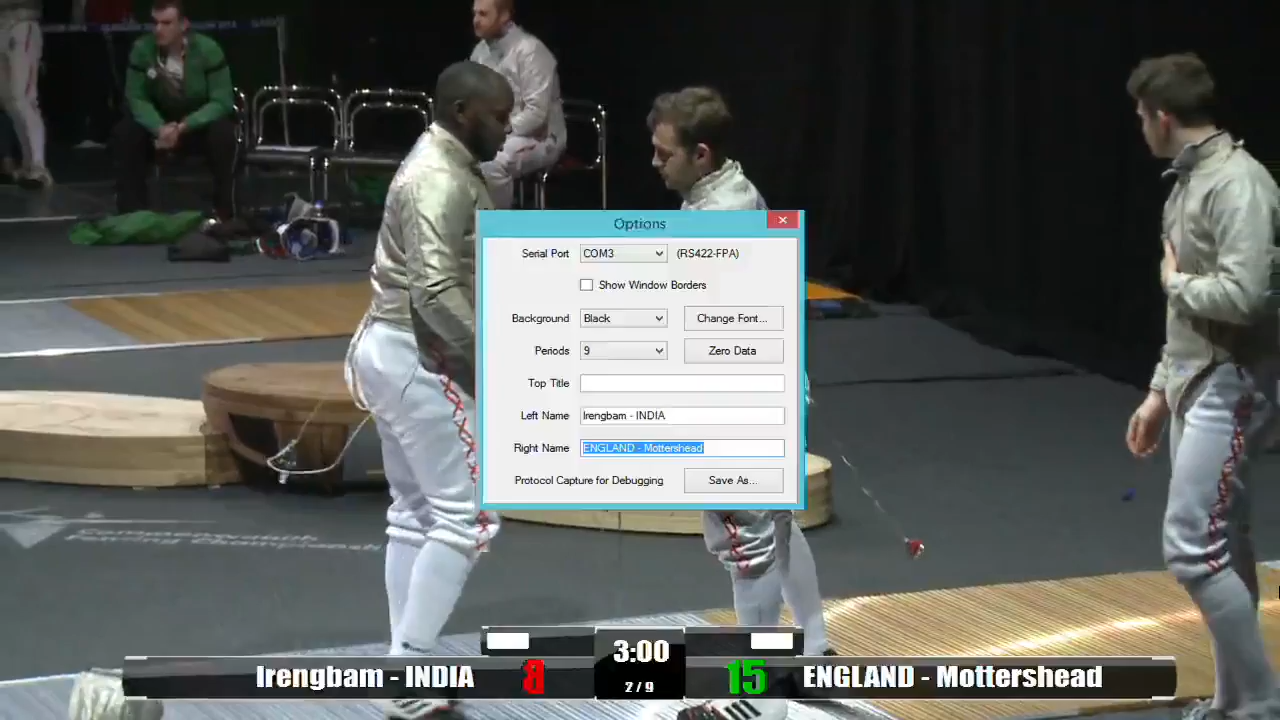 Options
Serial Port COM3 (RS422-FPA)
Show Window Borders
Background Black Change Font...
Periods 9 Zero Data
Top Title
Left Name Irengbam - INDIA
Right Name ENGLAND - Mottershead
Protocol Capture for Debugging Save As...
3:00
Irengbam - INDIA 8 15 ENGLAND - Mottershead
2 / 9